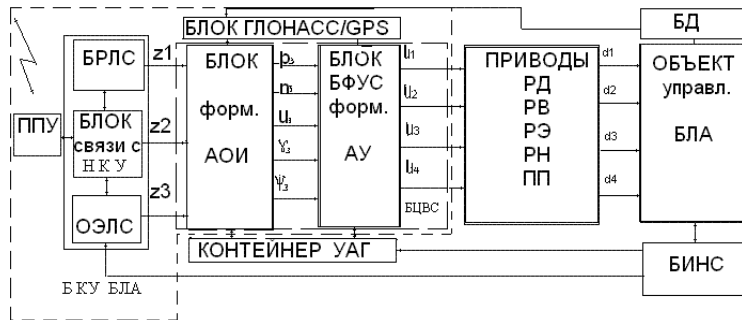 БЛОК ГЛОНАСС/GPS
БД
БРЛС
z1
БЛОК
форм.
АОИ
БЛОК
БФУС
форм.
АУ
ПРИВОДЫ
РД
РВ
РЭ
РН
ПП
d1
d2
d3
d4
ОБЪЕКТ
управл.
БЛА
ППУ
БЛОК
связи с
НКУ
z2
ОЭЛС
z3
γз
ψз
БЦВС
КОНТЕЙНЕР УАГ
БИНС
БКУ БЛА